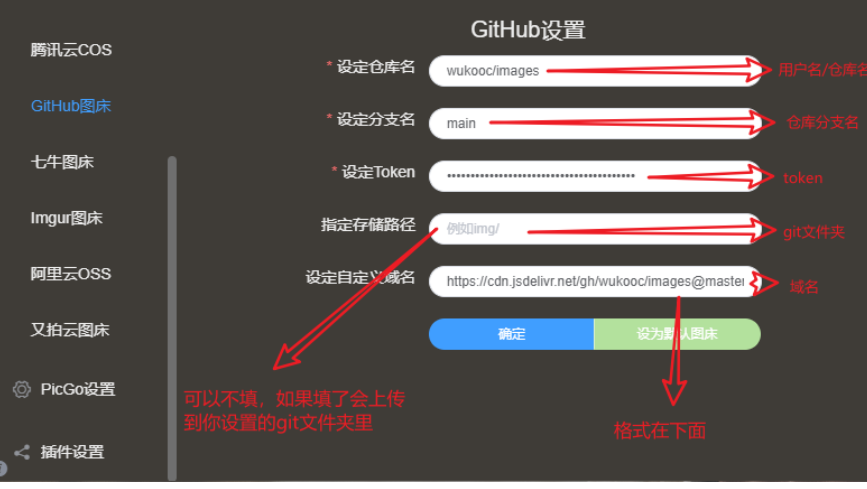 GitHub设置
腾讯云COS
* 设定仓库名
wukooc/images
用户名/仓库名
GitHub图床
* 设定分支名
main
仓库分支名
七牛图床
* 设定Token
token
Imgur图床
指定存储路径
例如img/
git文件夹
阿里云OSS
设定自定义域名
https://cdn.jsdelivr.net/gh/wukooc/images@master
域名
又拍云图床
确定
设为默认图床
PicGo设置
可以不填，如果填了会上传
到你设置的git文件夹里
格式在下面
插件设置